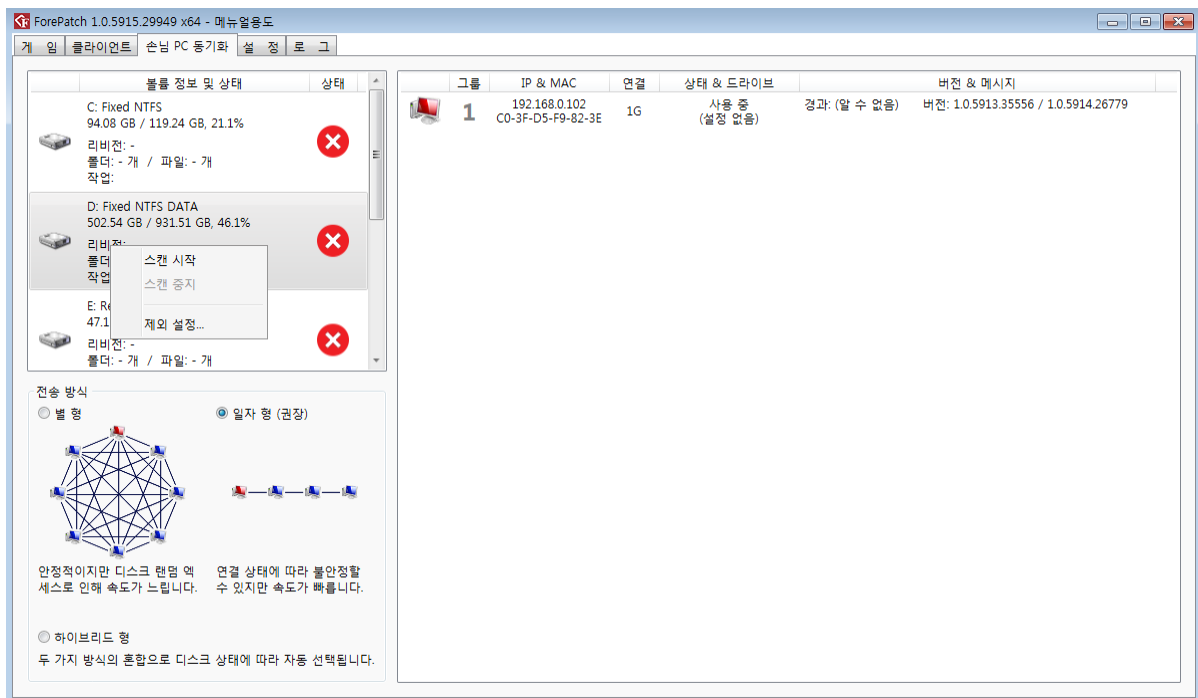 ForePatch 1.0.5915.29949 x64 - 메뉴얼용도
게 임 클라이언트 손님 PC 동기화 설 정 로 그
볼륨 정보 및 상태 상태
C: Fixed NTFS
94.08 GB / 119.24 GB, 21.1%
리비전: -
폴더: - 개 / 파일: - 개
작업:
D: Fixed NTFS DATA
502.54 GB / 931.51 GB, 46.1%
리비전:
폴더
작업
스캔 시작
스캔 중지
제외 설정...
E: Re
47.1
리비전: -
폴더: - 개 / 파일: - 개
전송 방식
별 형
일자 형 (권장)
안정적이지만 디스크 랜덤 엑
세스로 인해 속도가 느립니다.
연결 상태에 따라 불안정할
수 있지만 속도가 빠릅니다.
하이브리드 형
두 가지 방식의 혼합으로 디스크 상태에 따라 자동 선택됩니다.
그룹 IP & MAC 연결 상태 & 드라이브 버전 & 메시지
1
192.168.0.102
C0-3F-D5-F9-82-3E
1G
사용 중
(설정 없음)
경과: (알 수 없음) 버전: 1.0.5913.35556 / 1.0.5914.26779